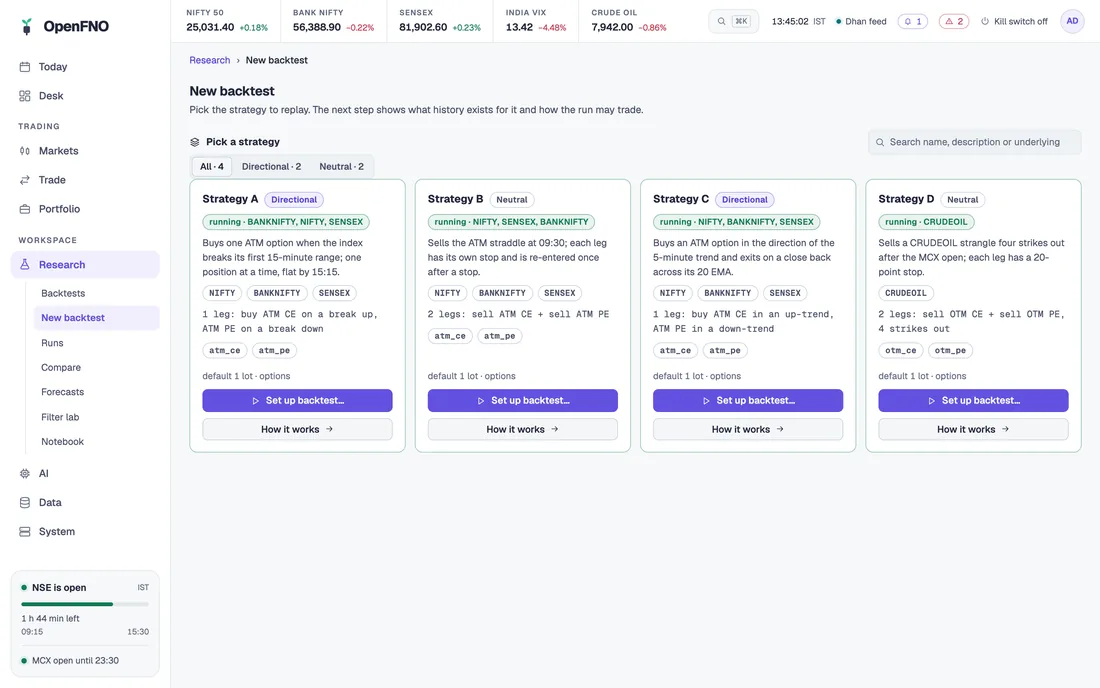 OpenFNO
NIFTY 50
25,031.40 +0.18%
BANK NIFTY
56,388.90 −0.22%
SENSEX
81,902.60 +0.23%
INDIA VIX
13.42 −4.48%
CRUDE OIL
7,942.00 −0.86%
⌘K
13:45:02 IST
Dhan feed
1
2
Kill switch off
AD
Today
Desk
TRADING
Markets
Trade
Portfolio
WORKSPACE
Research
Backtests
New backtest
Runs
Compare
Forecasts
Filter lab
Notebook
AI
Data
System
NSE is open IST
1 h 44 min left
09:15 15:30
MCX open until 23:30
Research › New backtest
New backtest
Pick the strategy to replay. The next step shows what history exists for it and how the run may trade.
Pick a strategy
Search name, description or underlying
All · 4 Directional · 2 Neutral · 2
Strategy A Directional
running · BANKNIFTY, NIFTY, SENSEX
Buys one ATM option when the index
breaks its first 15-minute range; one
position at a time, flat by 15:15.
NIFTY BANKNIFTY SENSEX
1 leg: buy ATM CE on a break up,
ATM PE on a break down
atm_ce atm_pe
default 1 lot · options
Set up backtest…
How it works →
Strategy B Neutral
running · NIFTY, SENSEX, BANKNIFTY
Sells the ATM straddle at 09:30; each leg
has its own stop and is re-entered once
after a stop.
NIFTY BANKNIFTY SENSEX
2 legs: sell ATM CE + sell ATM PE
atm_ce atm_pe
default 1 lot · options
Set up backtest…
How it works →
Strategy C Directional
running · NIFTY, BANKNIFTY, SENSEX
Buys an ATM option in the direction of the
5-minute trend and exits on a close back
across its 20 EMA.
NIFTY BANKNIFTY SENSEX
1 leg: buy ATM CE in an up-trend,
ATM PE in a down-trend
atm_ce atm_pe
default 1 lot · options
Set up backtest…
How it works →
Strategy D Neutral
running · CRUDEOIL
Sells a CRUDEOIL strangle four strikes out
after the MCX open; each leg has a 20-
point stop.
CRUDEOIL
2 legs: sell OTM CE + sell OTM PE,
4 strikes out
otm_ce otm_pe
default 1 lot · options
Set up backtest…
How it works →